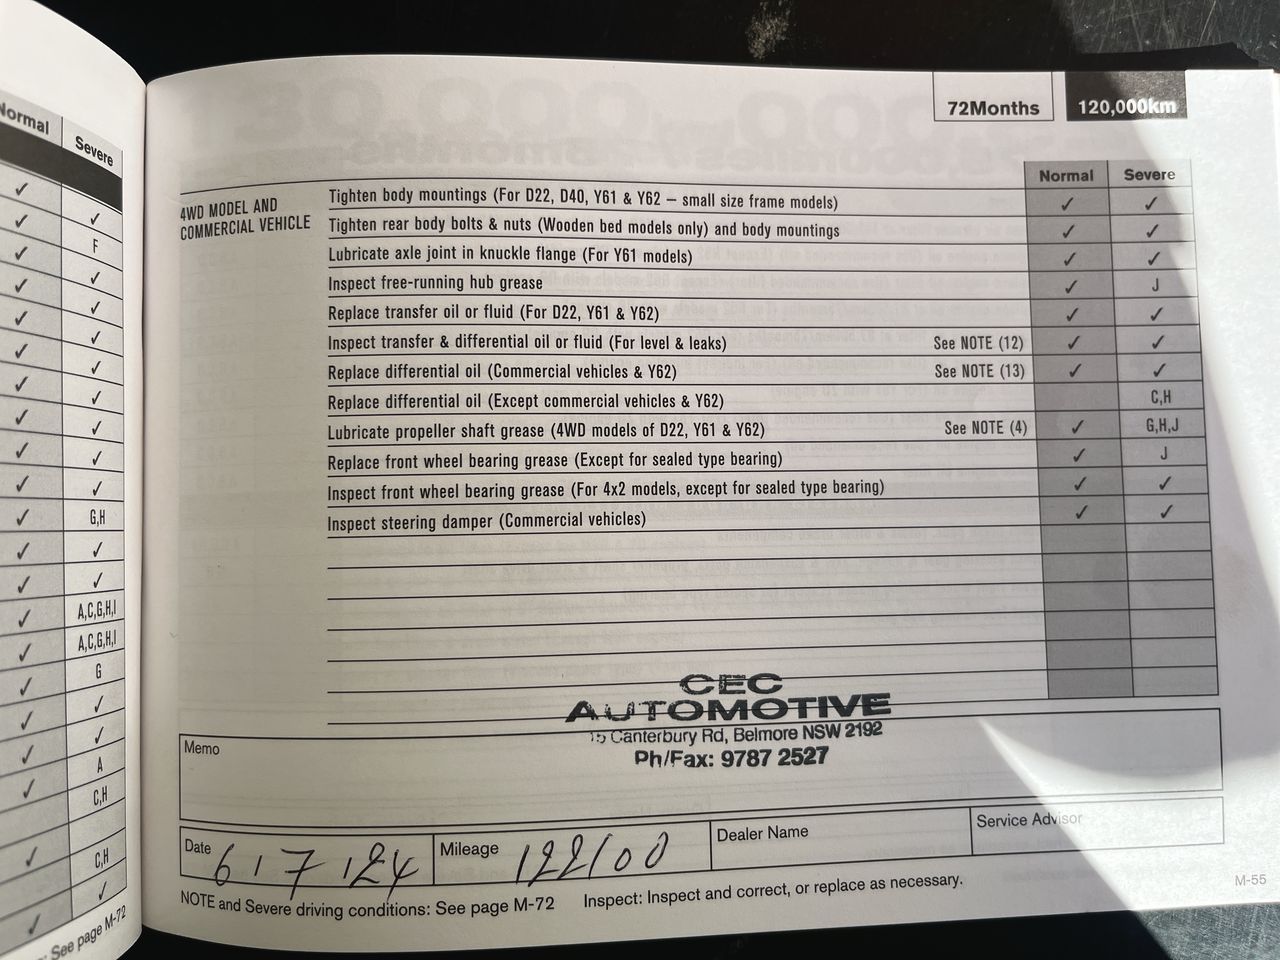 Normal Severe
✓
✓ ✓
✓ F
✓ ✓
✓ ✓
✓ ✓
✓ ✓
✓ ✓
✓ ✓
✓ ✓
✓ G,H
✓ ✓
✓ ✓
✓ A,C,G,H,I
✓ A,C,G,H,I
✓ G
✓ ✓
✓ ✓
✓ A
C,H
✓ C,H
✓ ✓
See page M-72
72Months 120,000km
Normal Severe
4WD MODEL AND
COMMERCIAL VEHICLE
Tighten body mountings (For D22, D40, Y61 & Y62 – small size frame models) ✓ ✓
Tighten rear body bolts & nuts (Wooden bed models only) and body mountings ✓ ✓
Lubricate axle joint in knuckle flange (For Y61 models) ✓ ✓
Inspect free-running hub grease ✓ J
Replace transfer oil or fluid (For D22, Y61 & Y62) ✓ ✓
Inspect transfer & differential oil or fluid (For level & leaks) See NOTE (12) ✓ ✓
Replace differential oil (Commercial vehicles & Y62) See NOTE (13) ✓ ✓
Replace differential oil (Except commercial vehicles & Y62) C,H
Lubricate propeller shaft grease (4WD models of D22, Y61 & Y62) See NOTE (4) ✓ G,H,J
Replace front wheel bearing grease (Except for sealed type bearing) ✓ J
Inspect front wheel bearing grease (For 4x2 models, except for sealed type bearing) ✓ ✓
Inspect steering damper (Commercial vehicles) ✓ ✓
CEC
AUTOMOTIVE
15 Canterbury Rd, Belmore NSW 2192
Ph/Fax: 9787 2527
Memo
Date 6 / 7 / 24 Mileage 122100 Dealer Name Service Advisor
NOTE and Severe driving conditions: See page M-72 Inspect: Inspect and correct, or replace as necessary.
M-55